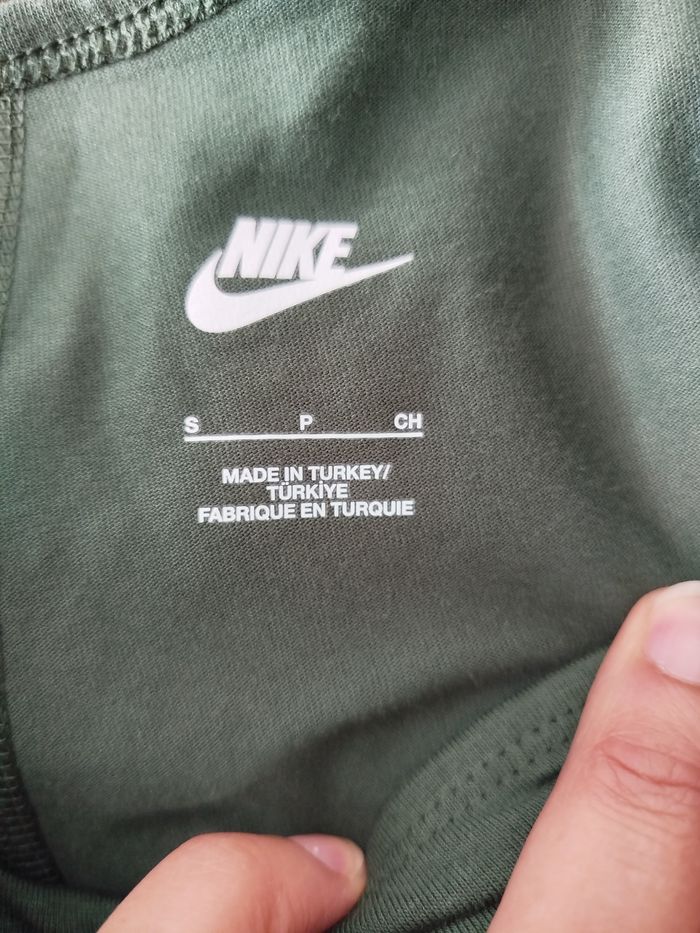 NIKE
S P CH
MADE IN TURKEY/
TÜRKİYE
FABRIQUE EN TURQUIE